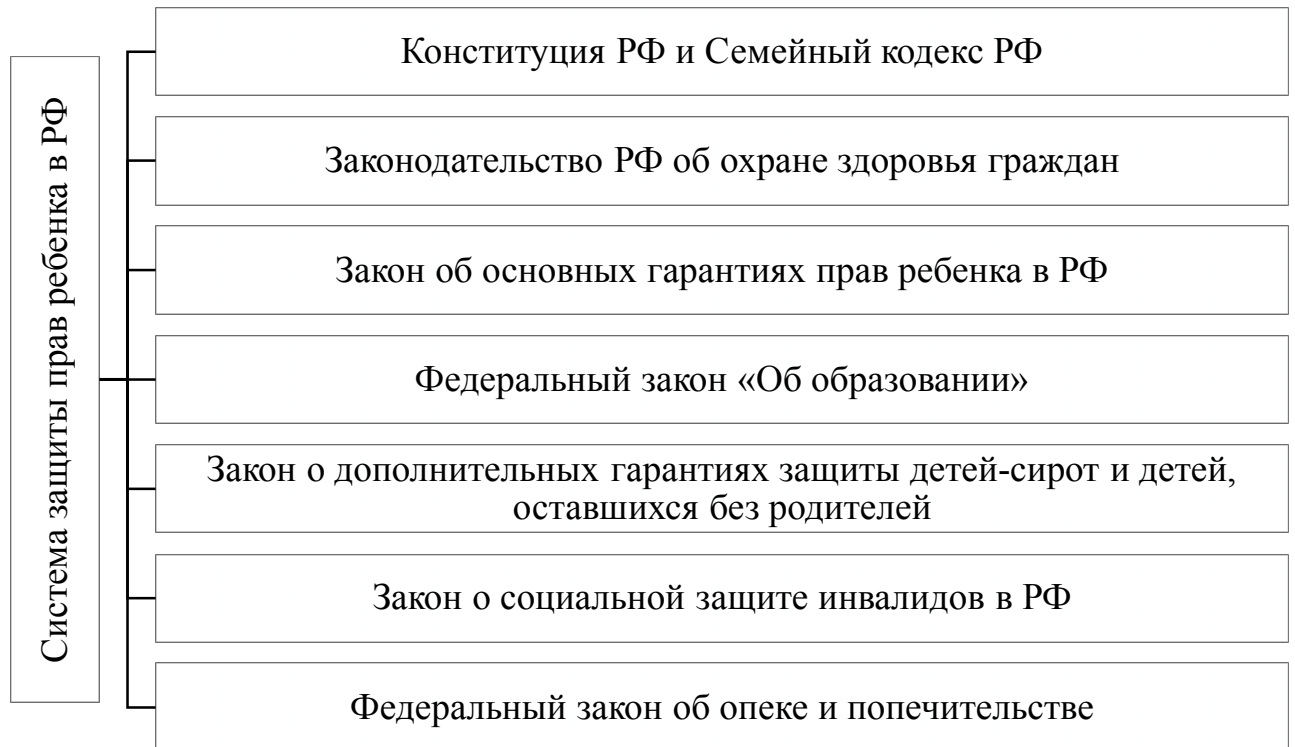 Система защиты прав ребенка в РФ
Конституция РФ и Семейный кодекс РФ
Законодательство РФ об охране здоровья граждан
Закон об основных гарантиях прав ребенка в РФ
Федеральный закон «Об образовании»
Закон о дополнительных гарантиях защиты детей-сирот и детей,
оставшихся без родителей
Закон о социальной защите инвалидов в РФ
Федеральный закон об опеке и попечительстве